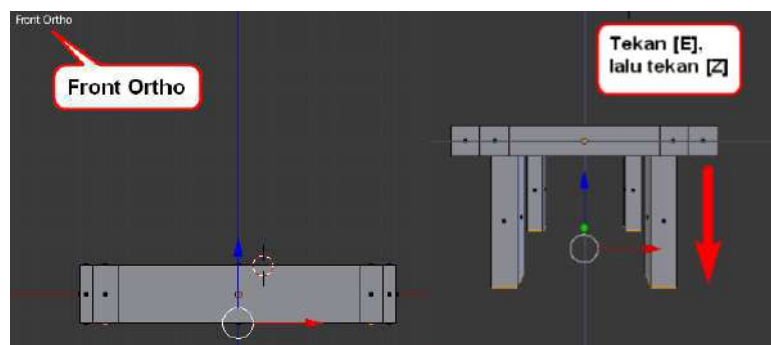 Front Ortho
Front Ortho
Tekan [E],
lalu tekan [Z]